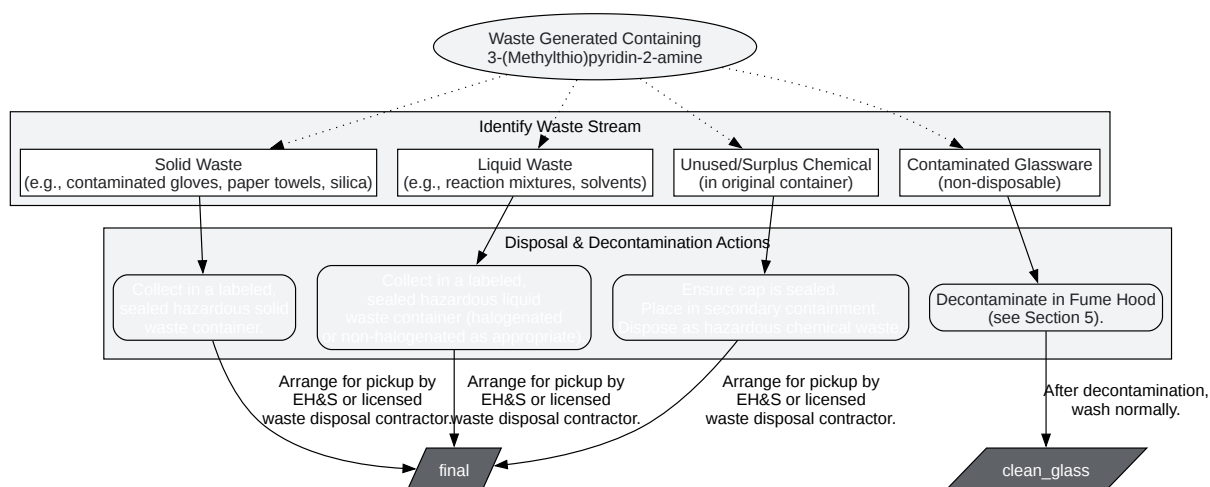 Waste Generated Containing
3-(Methylthio)pyridin-2-amine
Identify Waste Stream
Solid Waste
(e.g., contaminated gloves, paper towels, silica)
Liquid Waste
(e.g., reaction mixtures, solvents)
Unused/Surplus Chemical
(in original container)
Contaminated Glassware
(non-disposable)
Disposal & Decontamination Actions
Collect in a labeled,
sealed hazardous solid
waste container.
Collect in a labeled,
sealed hazardous liquid
waste container (halogenated
or non-halogenated as appropriate).
Ensure cap is sealed.
Place in secondary containment.
Dispose as hazardous chemical waste.
Decontaminate in Fume Hood
(see Section 5).
Arrange for pickup by
EH&S or licensed
waste disposal contractor.
Arrange for pickup by
EH&S or licensed
waste disposal contractor.
Arrange for pickup by
EH&S or licensed
waste disposal contractor.
After decontamination,
wash normally.
final
clean_glass